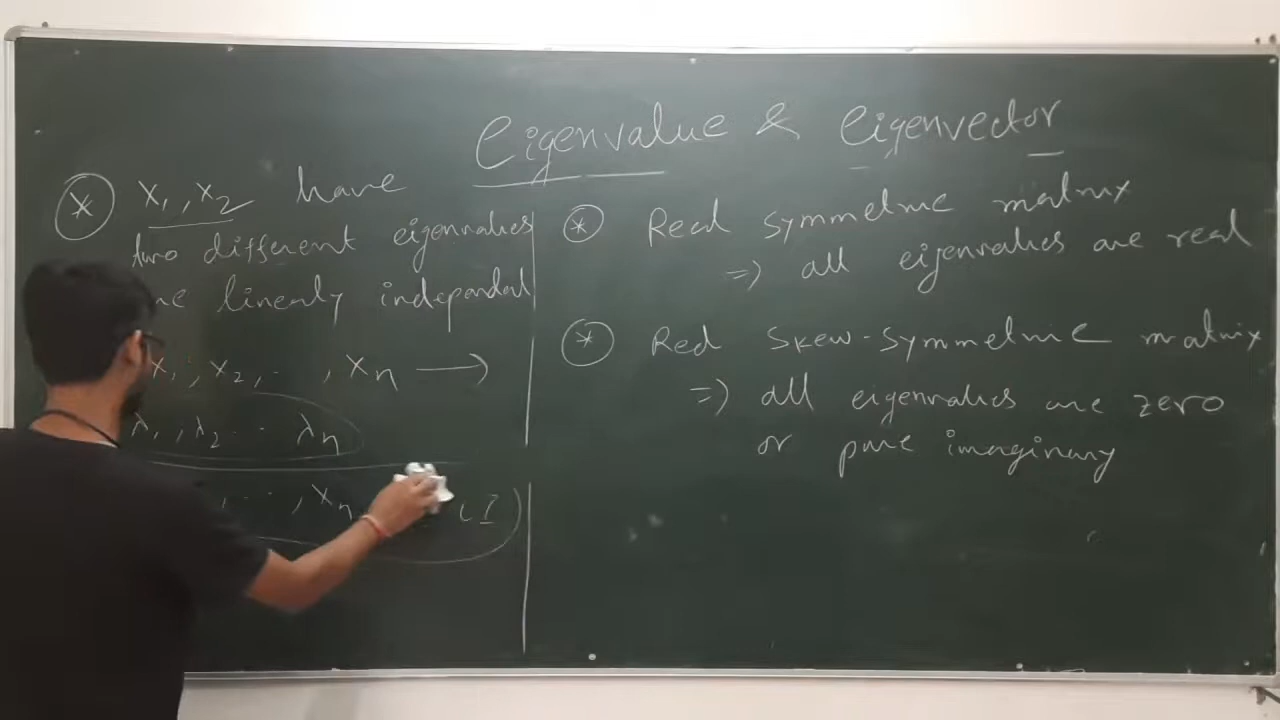 Eigenvalue & Eigenvector
* X₁, X₂ have
two different eigenvalues
linearly independent
X₁, X₂, .. , Xn →
λ₁, λ₂ .. λn
.. , Xn LI
* Real symmetric matrix
=> all eigenvalues are real
* Real Skew-symmetric matrix
=> all eigenvalues are zero
or pure imaginary